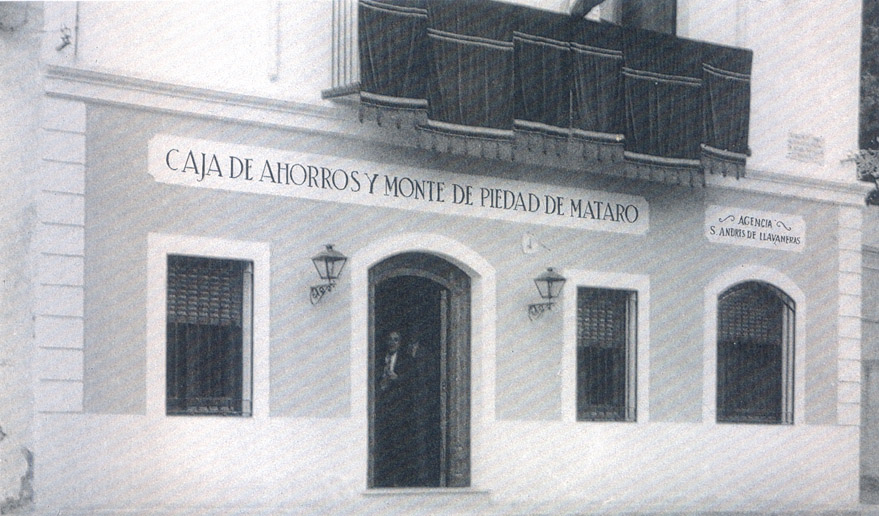 CAJA DE AHORROS Y MONTE DE PIEDAD DE MATARO
AGENCIA
S. ANDRES DE LLAVANERAS